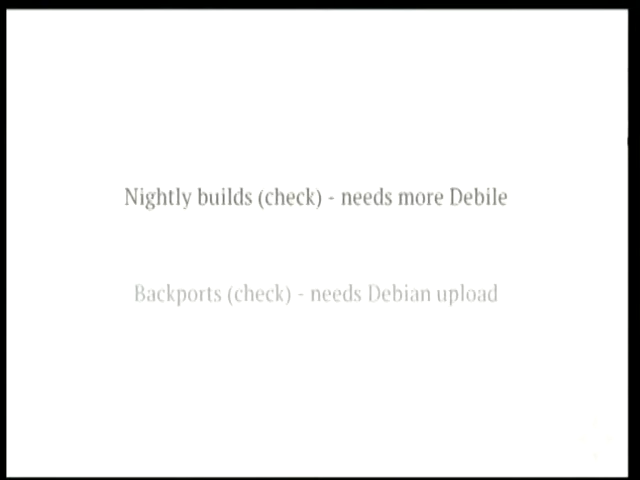 Nightly builds (check) - needs more Debile
Backports (check) - needs Debian upload